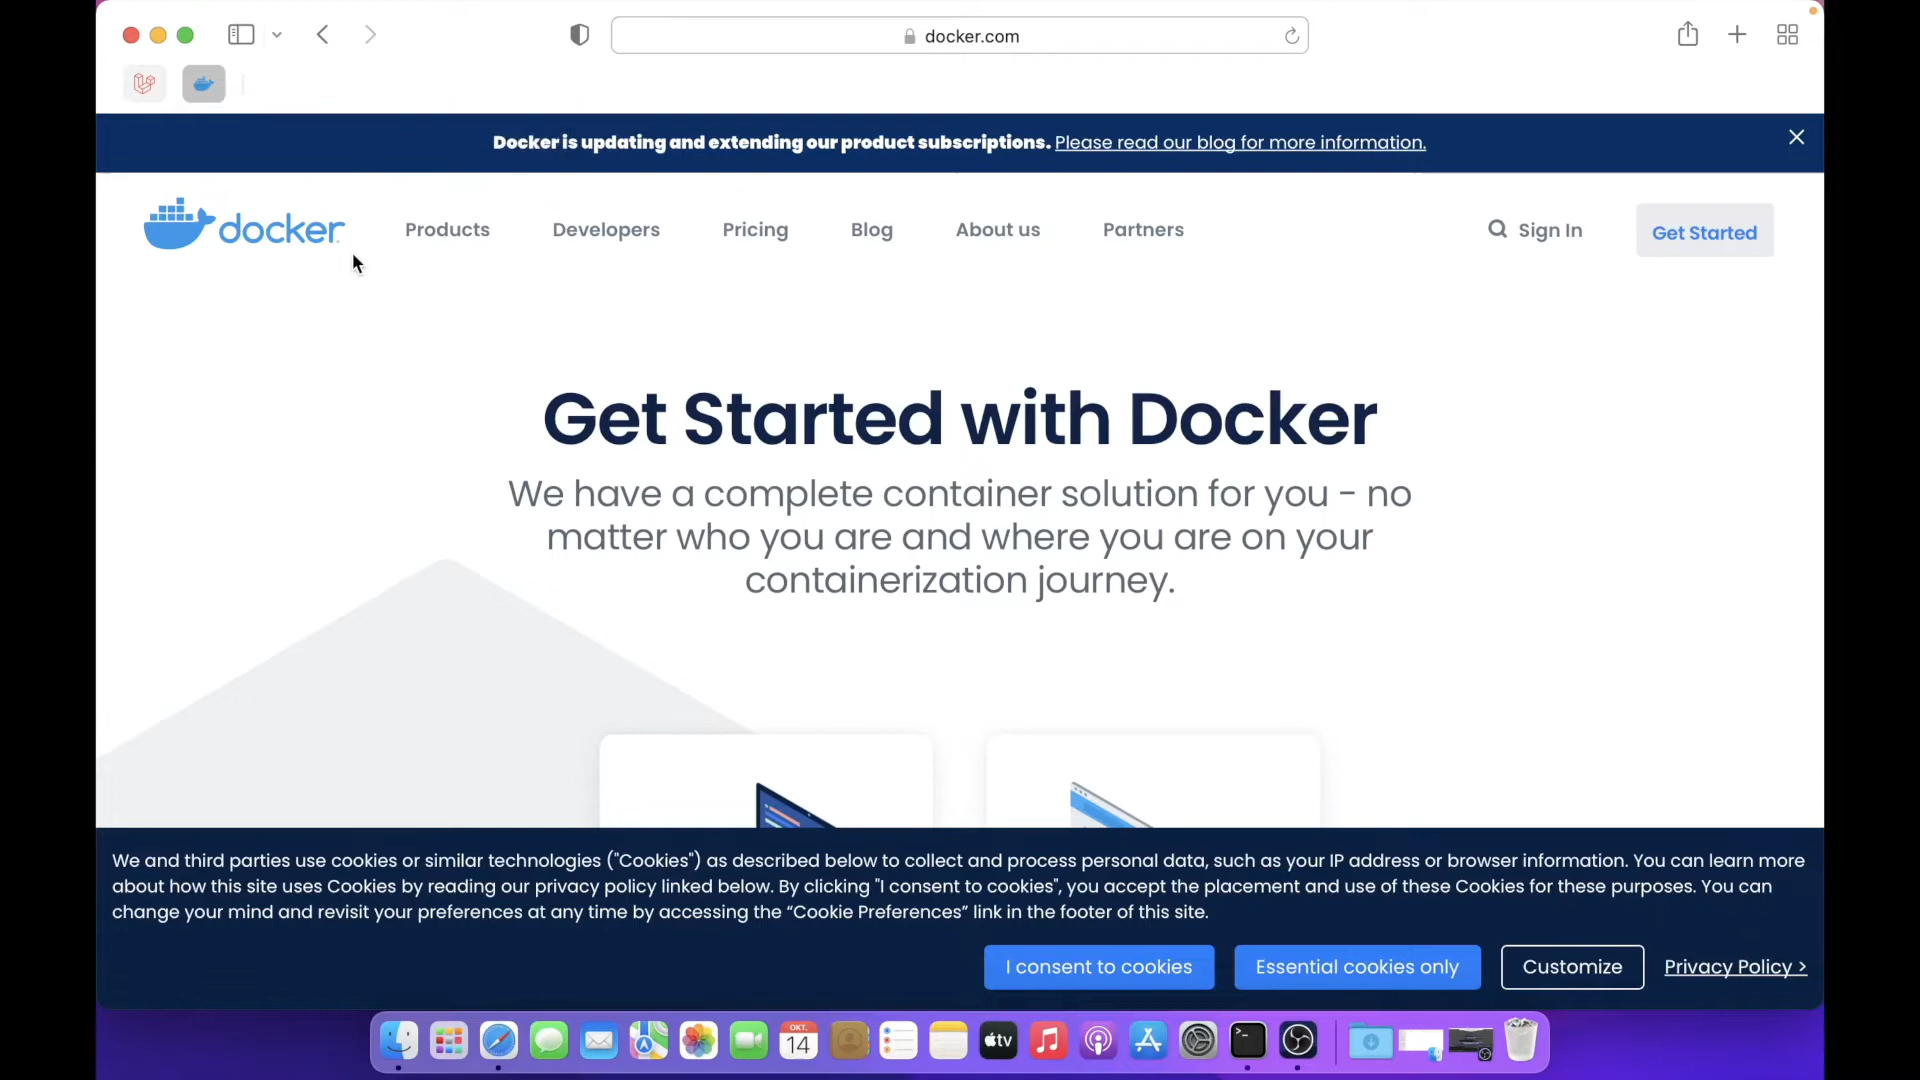 docker.com
Docker is updating and extending our product subscriptions. Please read our blog for more information.
docker
Products
Developers
Pricing
Blog
About us
Partners
Sign In
Get Started
Get Started with Docker
We have a complete container solution for you - no
matter who you are and where you are on your
containerization journey.
We and third parties use cookies or similar technologies ("Cookies") as described below to collect and process personal data, such as your IP address or browser information. You can learn more
about how this site uses Cookies by reading our privacy policy linked below. By clicking "I consent to cookies", you accept the placement and use of these Cookies for these purposes. You can
change your mind and revisit your preferences at any time by accessing the “Cookie Preferences” link in the footer of this site.
I consent to cookies
Essential cookies only
Customize
Privacy Policy >
OKT.
14
tv